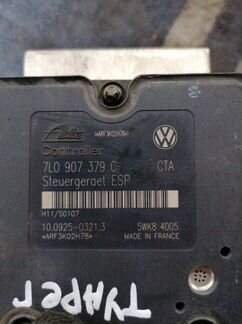 Ate
(*ARF3K02H78*)
Controller
7L0 907 379 C CTA
Steuergeraet ESP
H11/S0107
10.0925-0321.3 5WK8 4005
*ARF3K02H78* MADE IN FRANCE
ТУАРЕГ